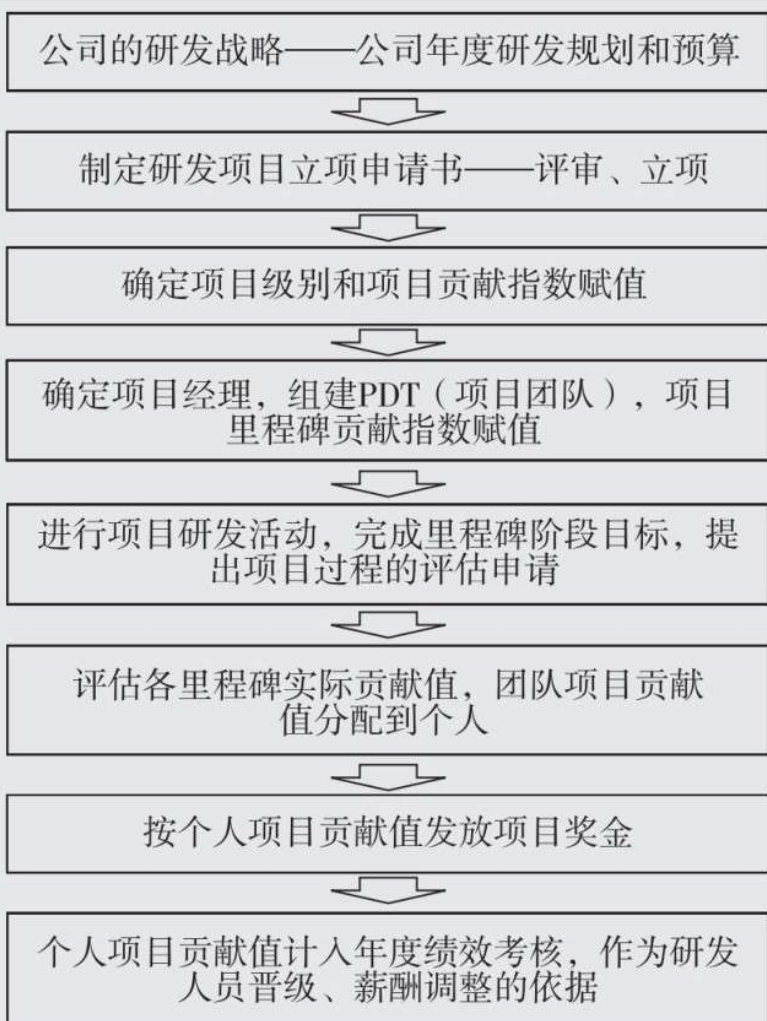 公司的研发战略——公司年度研发规划和预算
制定研发项目立项申请书——评审、立项
确定项目级别和项目贡献指数赋值
确定项目经理，组建PDT（项目团队），项目
里程碑贡献指数赋值
进行项目研发活动，完成里程碑阶段目标，提
出项目过程的评估申请
评估各里程碑实际贡献值，团队项目贡献
值分配到个人
按个人项目贡献值发放项目奖金
个人项目贡献值计入年度绩效考核，作为研发
人员晋级、薪酬调整的依据